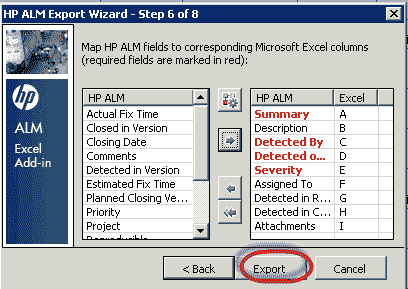 HP ALM Export Wizard - Step 6 of 8
Map HP ALM fields to corresponding Microsoft Excel columns
(required fields are marked in red):
hp
ALM
Excel
Add-in
HP ALM
Actual Fix Time
Closed in Version
Closing Date
Comments
Detected in Version
Estimated Fix Time
Planned Closing Ve...
Priority
Project
Reproducible
HP ALM Excel
Summary A
Description B
Detected By C
Detected o... D
Severity E
Assigned To F
Detected in R... G
Detected in C... H
Attachments I
< Back Export Cancel